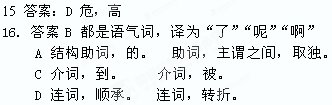 15 答案：D 危，高
16. 答案 B 都是语气词，译为“了”“呢”“啊”
A 结构助词，的。 助词，主谓之间，取独。
C 介词，到。 介词，被。
D 连词，顺承。 连词，转折。